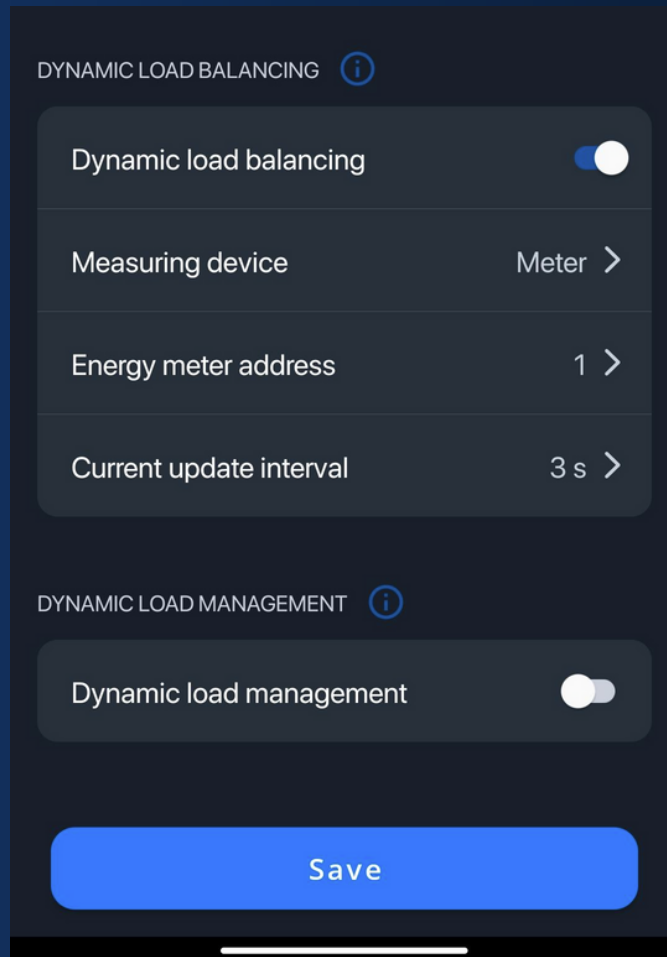 DYNAMIC LOAD BALANCING
Dynamic load balancing
Measuring device Meter
Energy meter address 1
Current update interval 3 s
DYNAMIC LOAD MANAGEMENT
Dynamic load management
Save